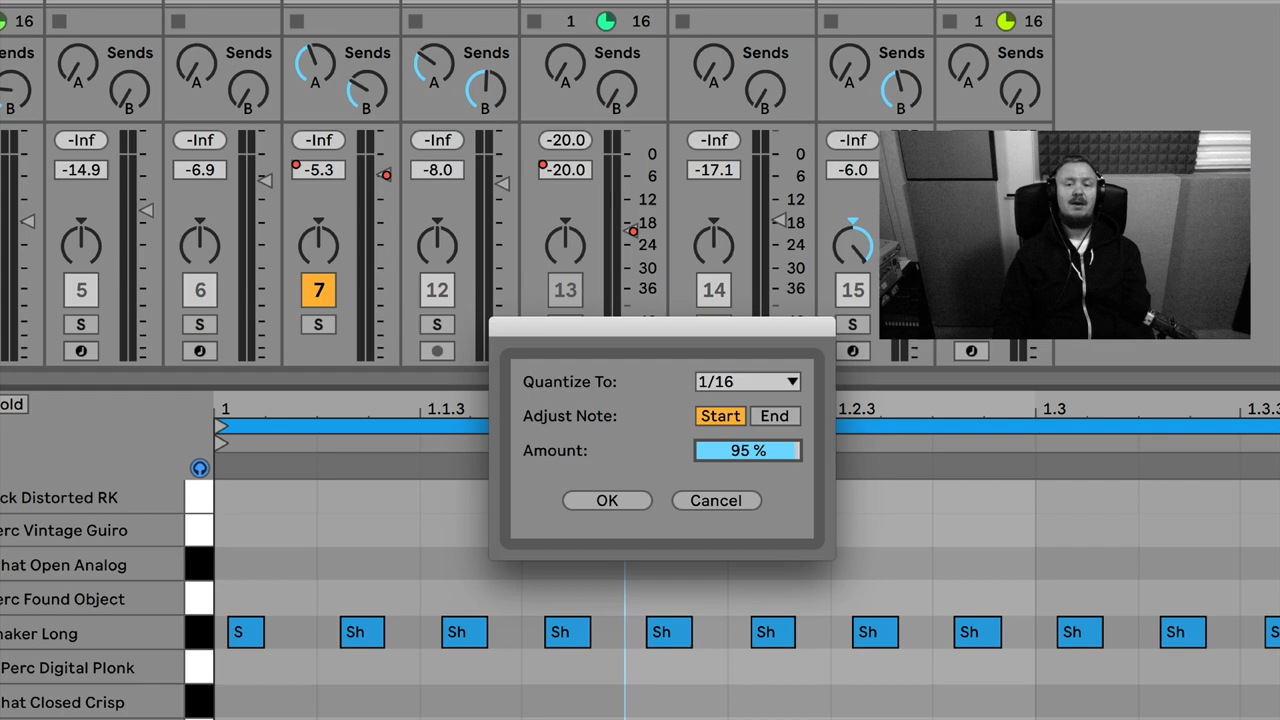 16 1 16 1 16
Sends Sends Sends Sends Sends Sends Sends Sends
A A A A A A A
B B B B B B B B
-Inf -Inf -Inf -Inf -20.0 -Inf -Inf
-14.9 -6.9 -5.3 -8.0 -20.0 -17.1 -6.0
0 0
6 6
12 12
18 18
24 24
30 30
36 36
5 6 7 12 13 14 15
S S S S S
Quantize To: 1/16
Adjust Note: Start End
Amount: 95 %
OK Cancel
old
1 1.1.3 1.2.3 1.3 1.3.3
ck Distorted RK
erc Vintage Guiro
hat Open Analog
erc Found Object
haker Long
Perc Digital Plonk
hat Closed Crisp
S Sh Sh Sh Sh Sh Sh Sh Sh Sh S